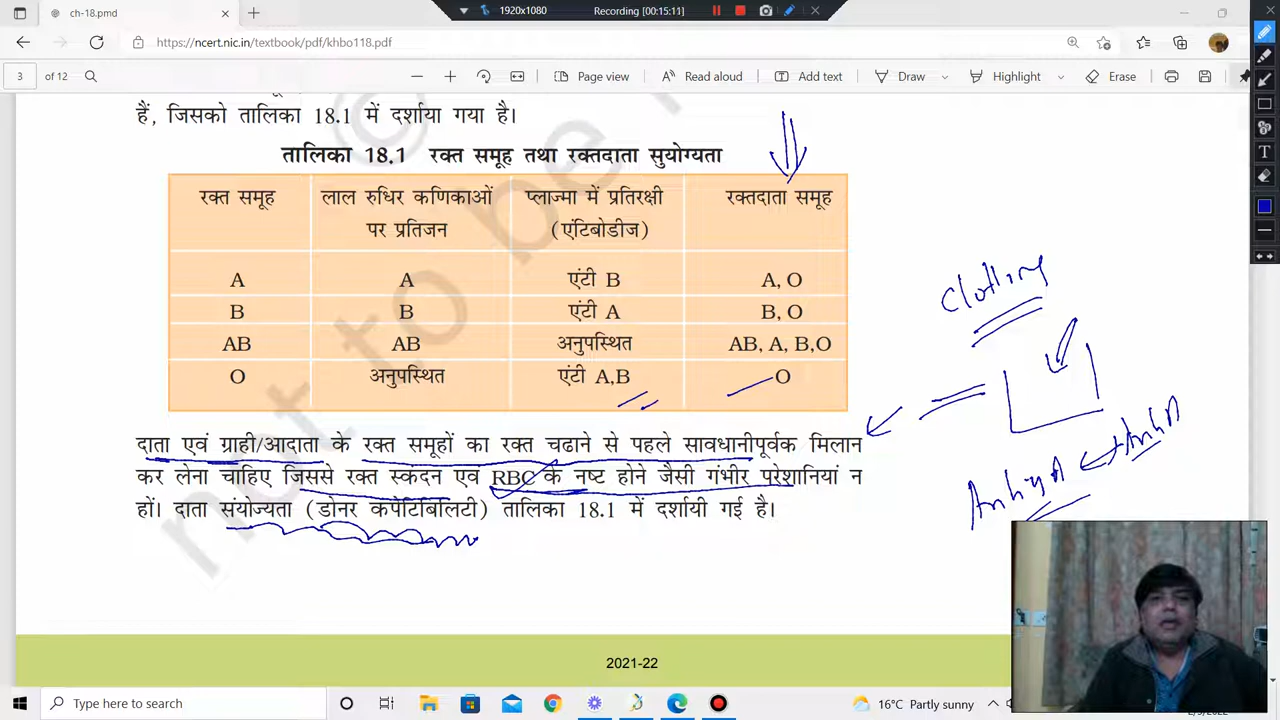 ch-18.pmd
1920x1080
Recording [00:15:11]
https://ncert.nic.in/textbook/pdf/khbo118.pdf
3 of 12
Page view
Read aloud
Add text
Draw
Highlight
Erase
हैं, जिसको तालिका 18.1 में दर्शाया गया है।
तालिका 18.1 रक्त समूह तथा रक्तदाता सुयोग्यता
रक्त समूह लाल रुधिर कणिकाओं प्लाज्मा में प्रतिरक्षी रक्तदाता समूह
पर प्रतिजन (एंटिबोडीज)
A A एंटी B A, O
B B एंटी A B, O
AB AB अनुपस्थित AB, A, B,O
O अनुपस्थित एंटी A,B O
Clotting
दाता एवं ग्राही/आदाता के रक्त समूहों का रक्त चढाने से पहले सावधानीपूर्वक मिलान
कर लेना चाहिए जिससे रक्त स्कदन एव RBC के नष्ट होने जैसी गंभीर परेशानियां न
हों। दाता संयोज्यता (डोनर कंपेटिबिलिटी) तालिका 18.1 में दर्शायी गई है।
not to be
2021-22
Type here to search
16°C Partly sunny